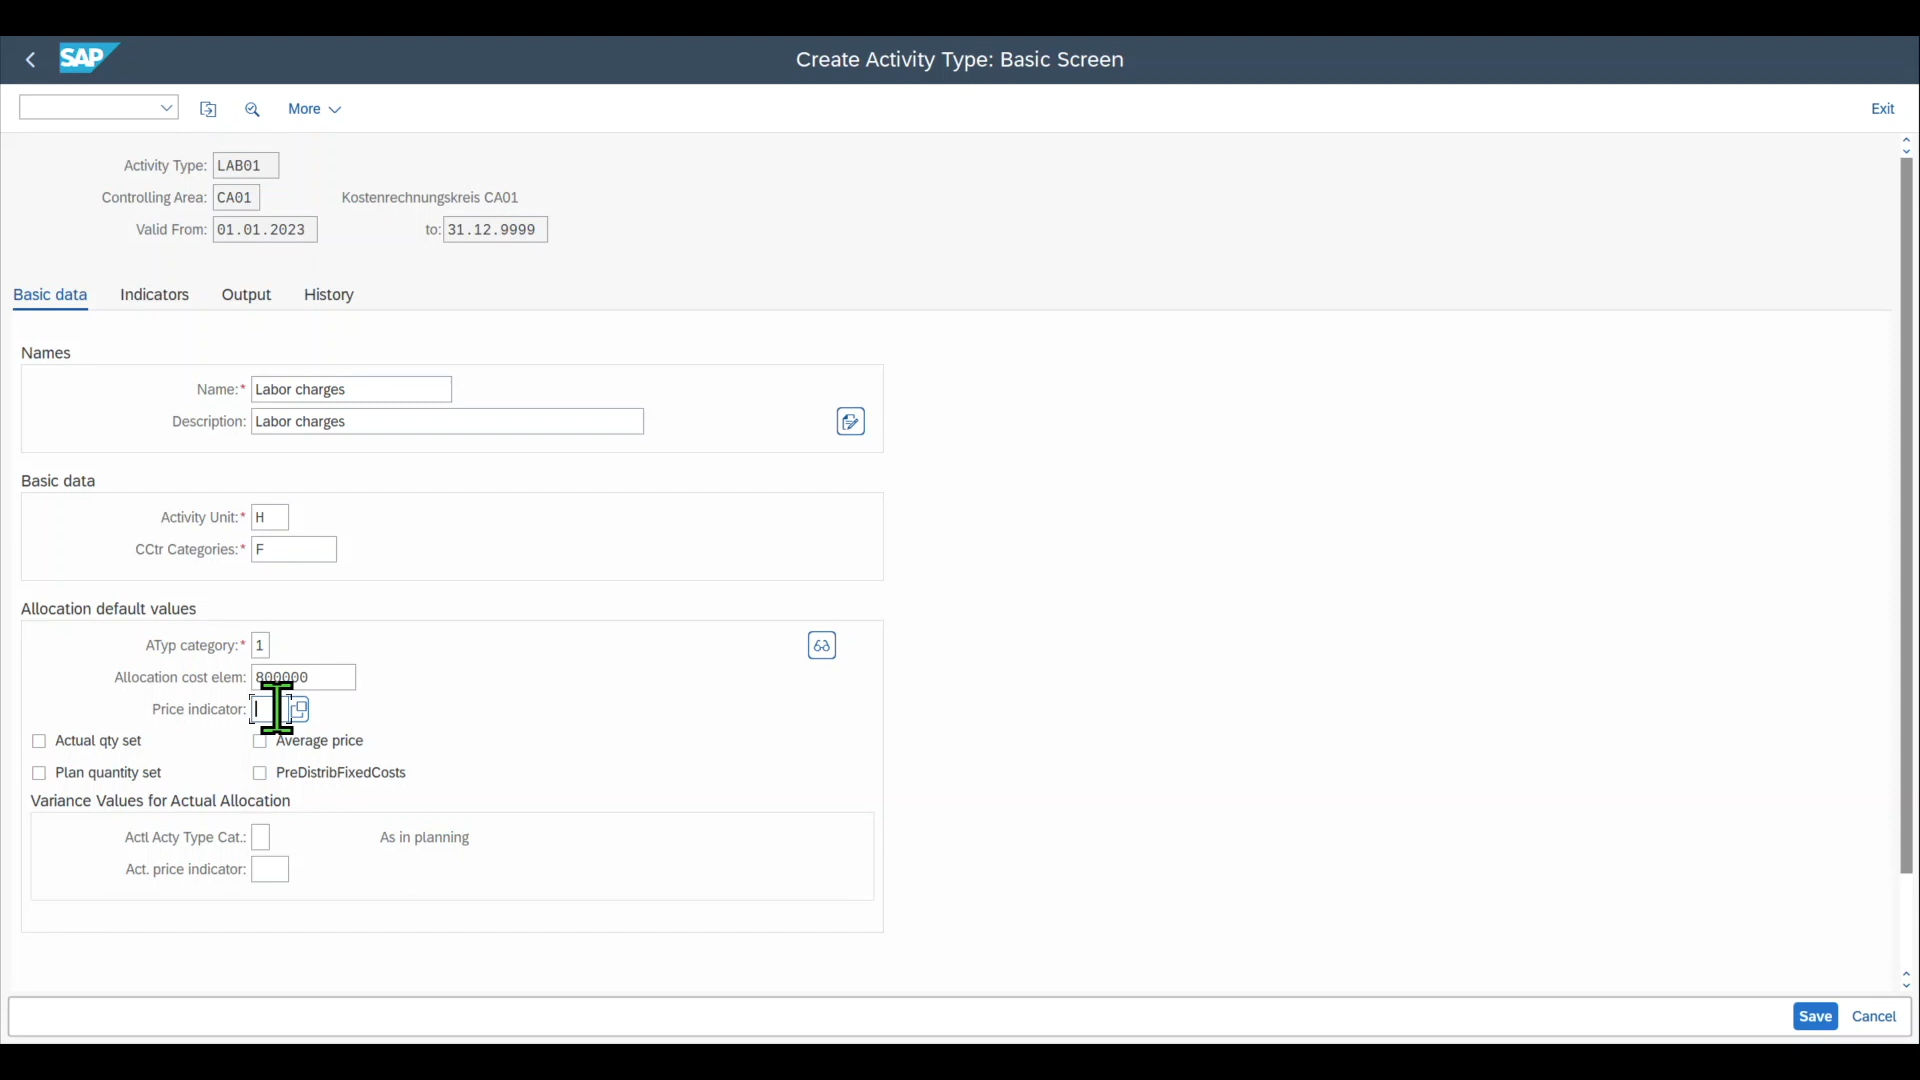 SAP
Create Activity Type: Basic Screen
More
Exit
Activity Type: LAB01
Controlling Area: CA01 Kostenrechnungskreis CA01
Valid From: 01.01.2023 to: 31.12.9999
Basic data Indicators Output History
Names
Name:* Labor charges
Description: Labor charges
Basic data
Activity Unit:* H
CCtr Categories:* F
Allocation default values
ATyp category:* 1
Allocation cost elem: 800000
Price indicator:
Actual qty set Average price
Plan quantity set PreDistribFixedCosts
Variance Values for Actual Allocation
Actl Acty Type Cat.: As in planning
Act. price indicator:
Save Cancel